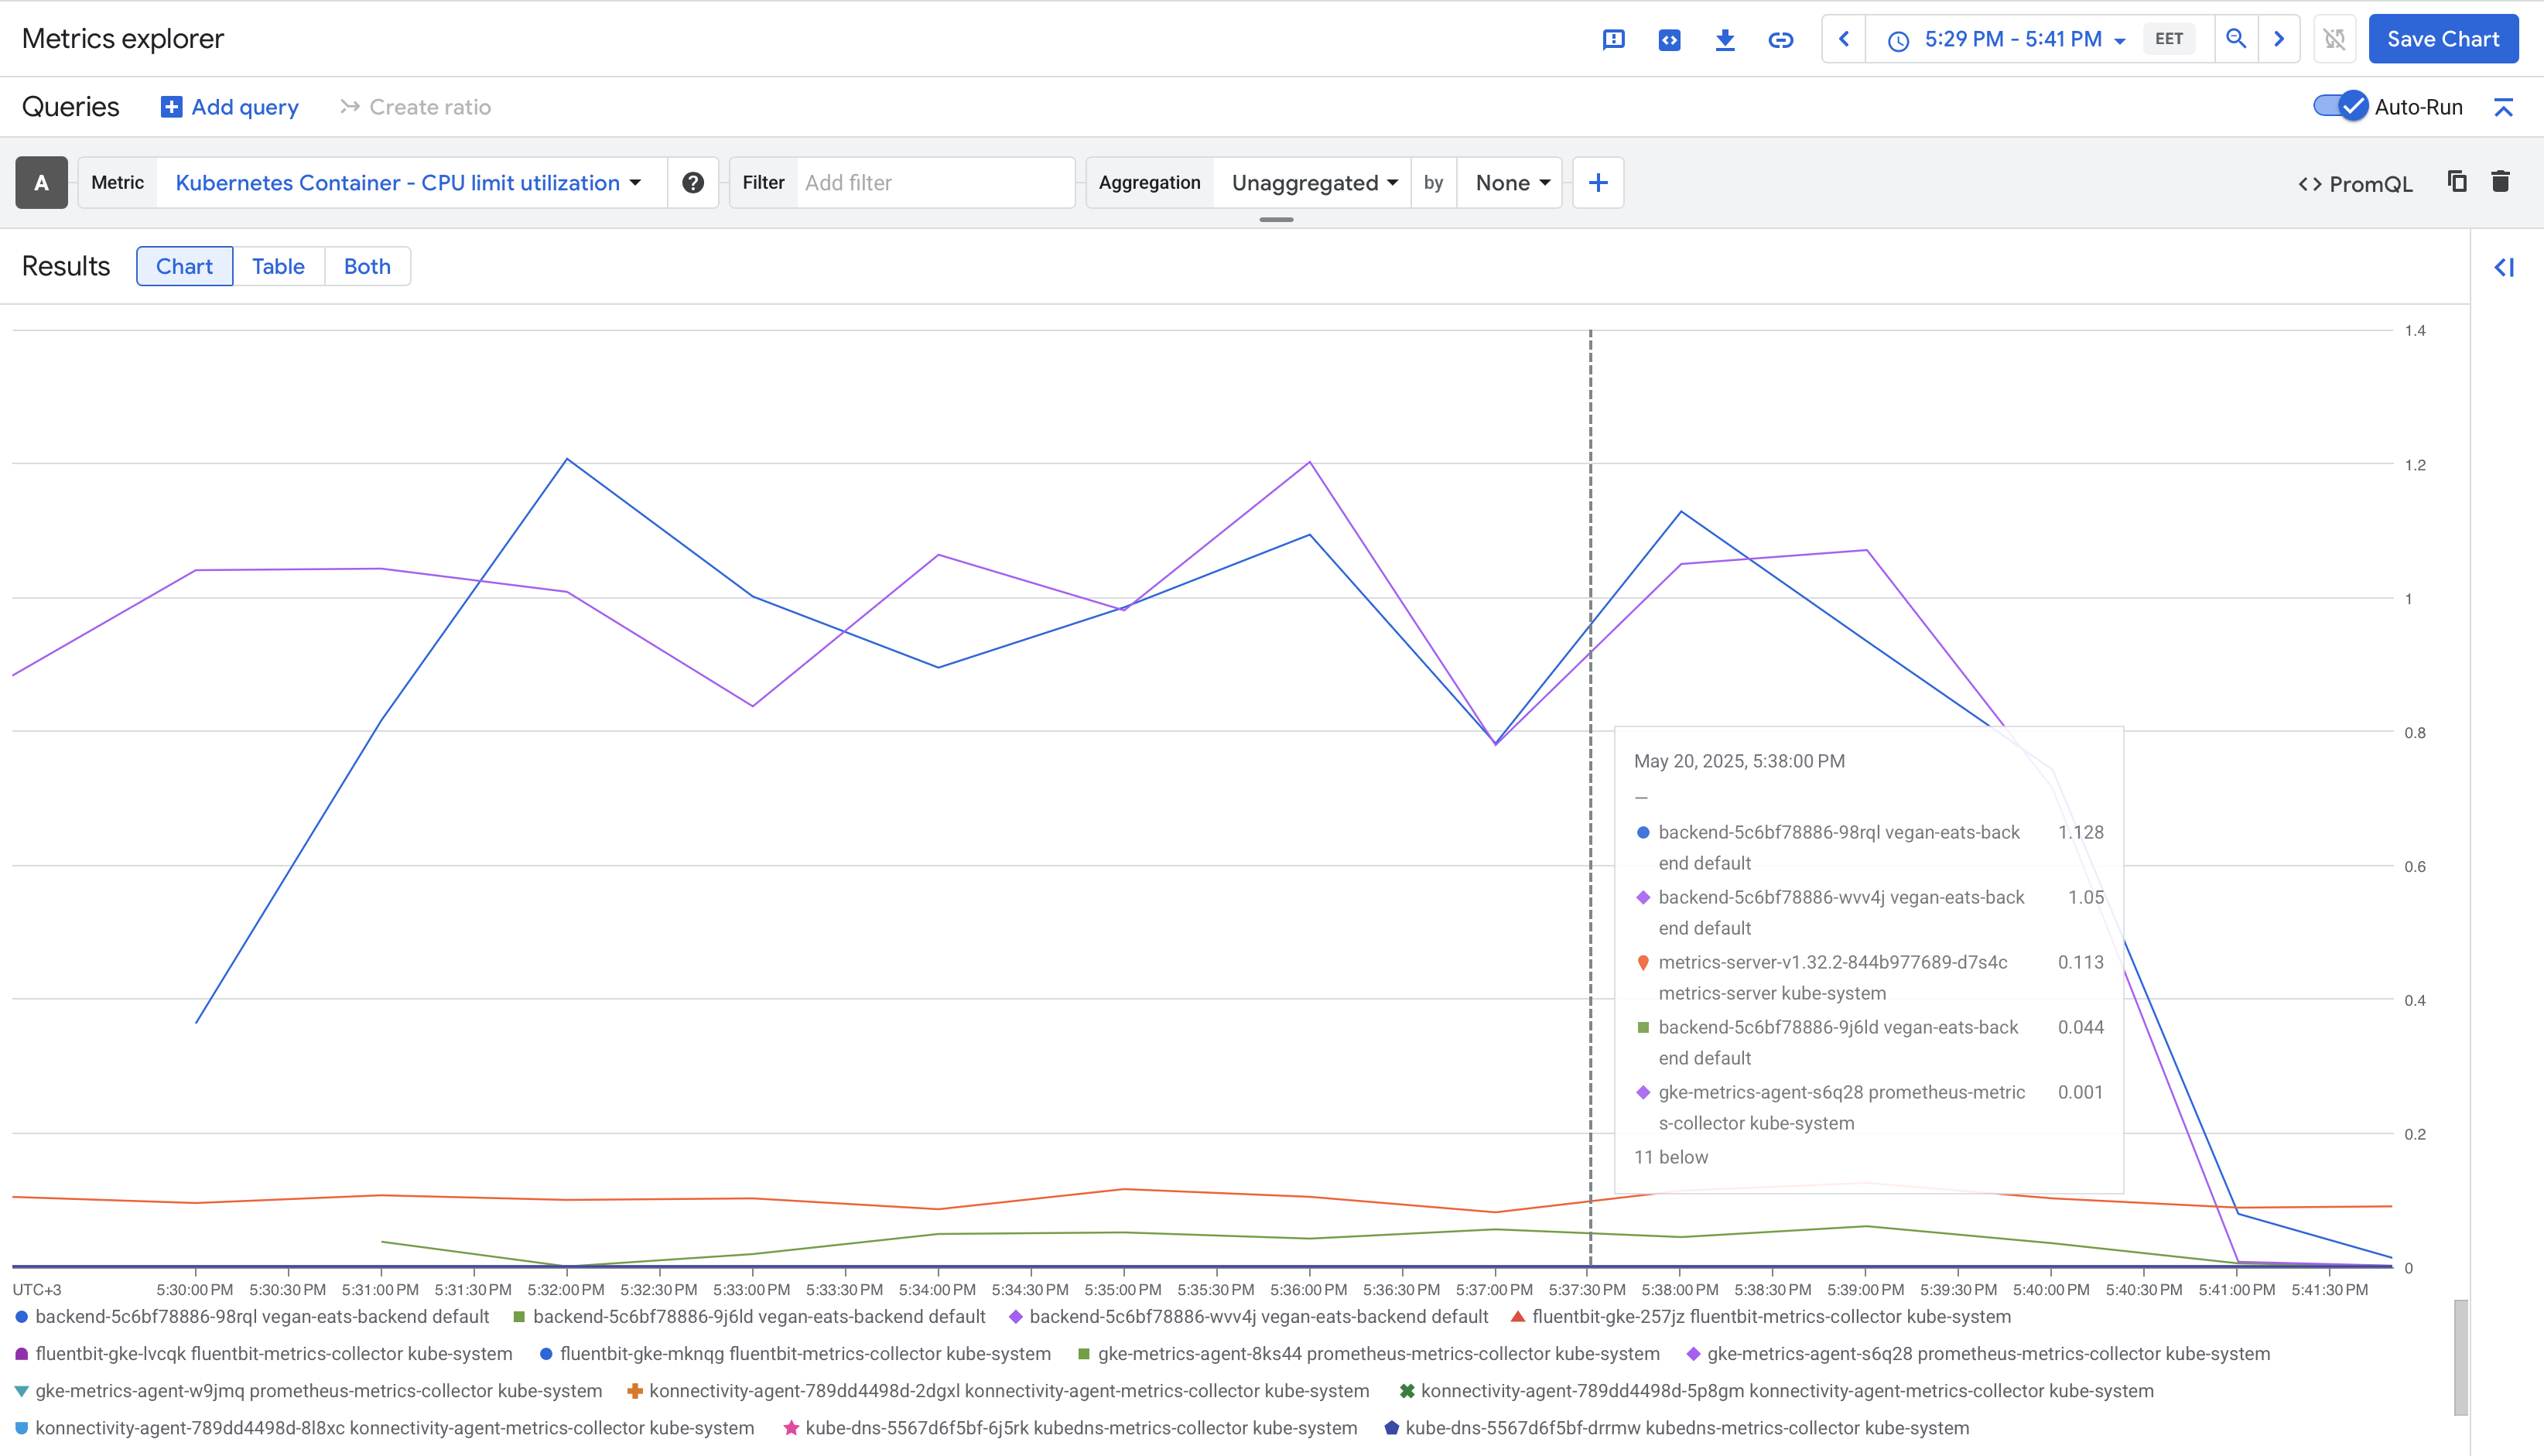 Metrics explorer
5:29 PM - 5:41 PM EET
Save Chart
Queries Add query Create ratio
Auto-Run
A Metric Kubernetes Container - CPU limit utilization Filter Add filter Aggregation Unaggregated by None
<> PromQL
Results Chart Table Both
1.4
1.2
1
0.8
0.6
0.4
0.2
0
May 20, 2025, 5:38:00 PM
–
backend-5c6bf78886-98rql vegan-eats-back 1.128
end default
backend-5c6bf78886-wvv4j vegan-eats-back 1.05
end default
metrics-server-v1.32.2-844b977689-d7s4c 0.113
metrics-server kube-system
backend-5c6bf78886-9j6ld vegan-eats-back 0.044
end default
gke-metrics-agent-s6q28 prometheus-metric 0.001
s-collector kube-system
11 below
UTC+3 5:30:00 PM 5:30:30 PM 5:31:00 PM 5:31:30 PM 5:32:00 PM 5:32:30 PM 5:33:00 PM 5:33:30 PM 5:34:00 PM 5:34:30 PM 5:35:00 PM 5:35:30 PM 5:36:00 PM 5:36:30 PM 5:37:00 PM 5:37:30 PM 5:38:00 PM 5:38:30 PM 5:39:00 PM 5:39:30 PM 5:40:00 PM 5:40:30 PM 5:41:00 PM 5:41:30 PM
backend-5c6bf78886-98rql vegan-eats-backend default backend-5c6bf78886-9j6ld vegan-eats-backend default backend-5c6bf78886-wvv4j vegan-eats-backend default fluentbit-gke-257jz fluentbit-metrics-collector kube-system
fluentbit-gke-lvcqk fluentbit-metrics-collector kube-system fluentbit-gke-mknqg fluentbit-metrics-collector kube-system gke-metrics-agent-8ks44 prometheus-metrics-collector kube-system gke-metrics-agent-s6q28 prometheus-metrics-collector kube-system
gke-metrics-agent-w9jmq prometheus-metrics-collector kube-system konnectivity-agent-789dd4498d-2dgxl konnectivity-agent-metrics-collector kube-system konnectivity-agent-789dd4498d-5p8gm konnectivity-agent-metrics-collector kube-system
konnectivity-agent-789dd4498d-8l8xc konnectivity-agent-metrics-collector kube-system kube-dns-5567d6f5bf-6j5rk kubedns-metrics-collector kube-system kube-dns-5567d6f5bf-drrmw kubedns-metrics-collector kube-system